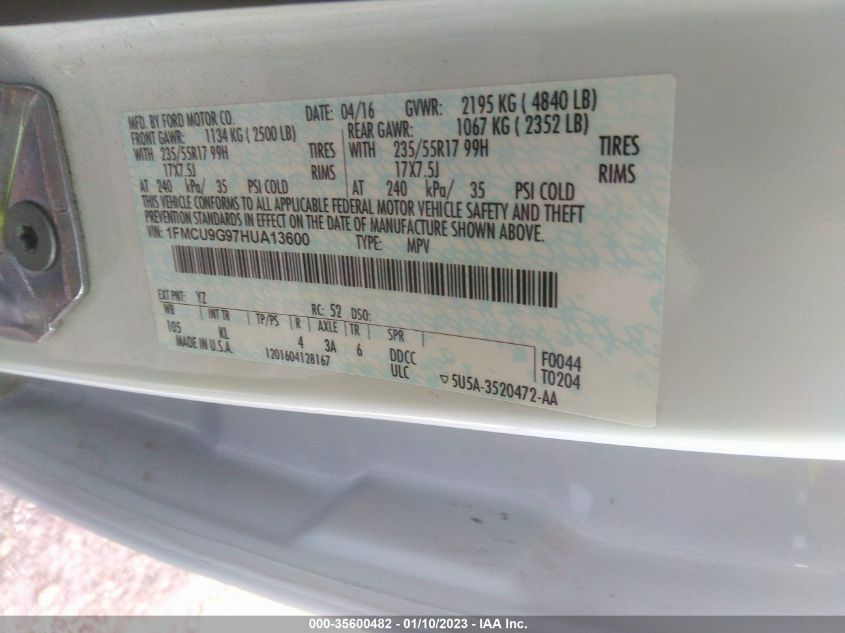 MFD. BY FORD MOTOR CO. DATE: 04/16 GVWR: 2195 KG ( 4840 LB)
FRONT GAWR: 1134 KG ( 2500 LB) REAR GAWR: 1067 KG ( 2352 LB)
WITH 235/55R17 99H TIRES WITH 235/55R17 99H TIRES
17X7.5J RIMS 17X7.5J RIMS
AT 240 kPa/ 35 PSI COLD AT 240 kPa/ 35 PSI COLD
THIS VEHICLE CONFORMS TO ALL APPLICABLE FEDERAL MOTOR VEHICLE SAFETY AND THEFT
PREVENTION STANDARDS IN EFFECT ON THE DATE OF MANUFACTURE SHOWN ABOVE.
VIN: 1FMCU9G97HUA13600 TYPE: MPV
EXT PNT: YZ RC: 52 DSO:
WB INT TR TP/PS R AXLE TR SPR
105 KL 4 3A 6 DDCC F0044
MADE IN U.S.A. 1201604128167 ULC T0204
5U5A-3520472-AA
000-35600482 - 01/10/2023 - IAA Inc.